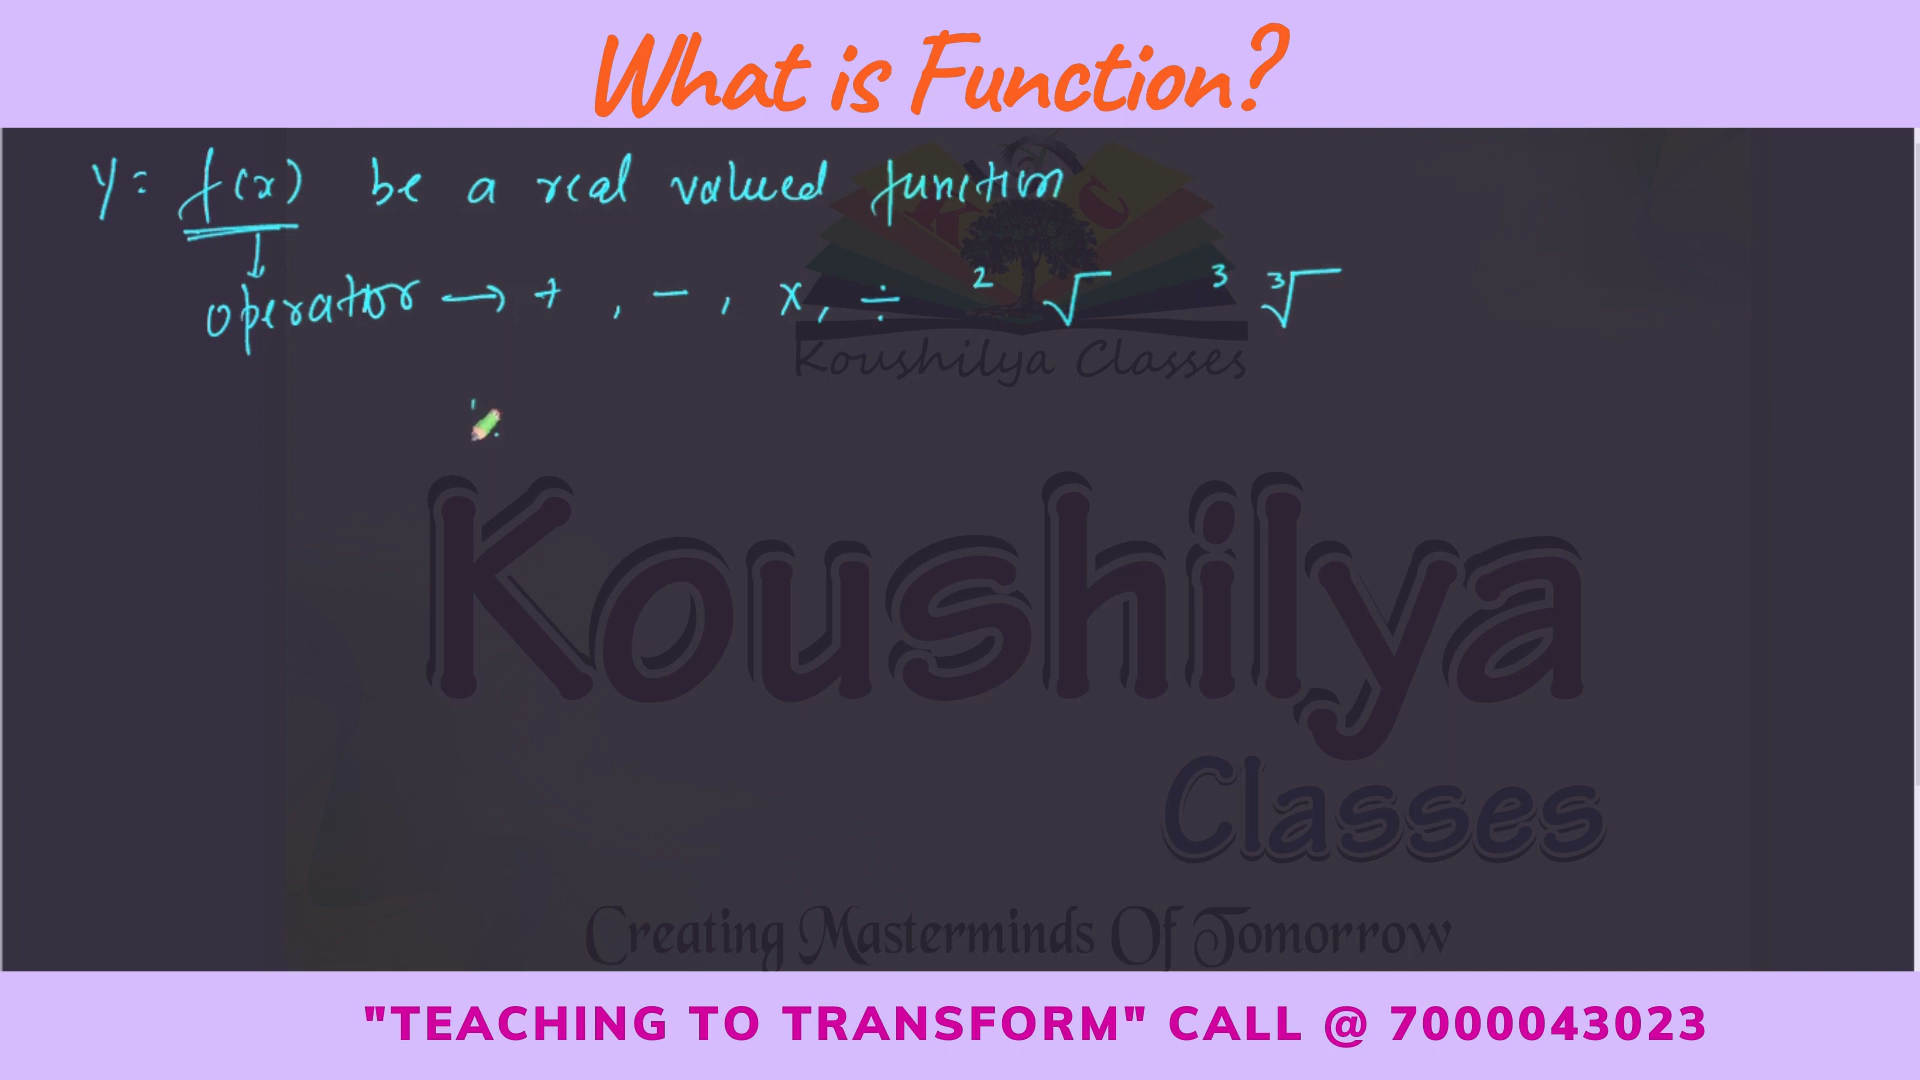 What is Function?
y = f(x) be a real valued function
operator → + , − , x, ÷ 2 √ 3 3√
Koushilya Classes
Koushilya
Classes
Creating Masterminds Of Tomorrow
"TEACHING TO TRANSFORM" CALL @ 7000043023